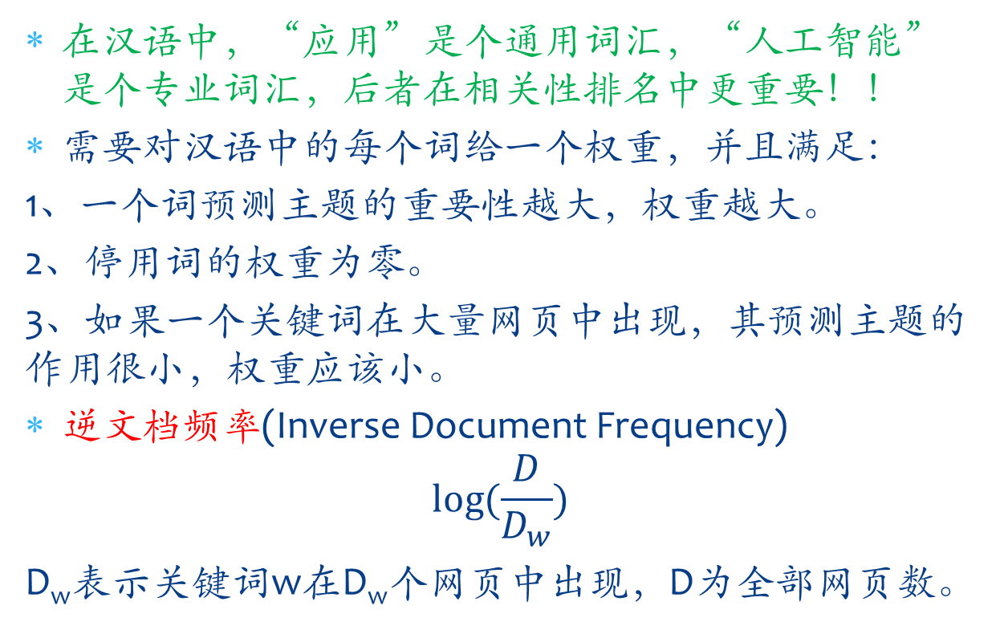 * 在汉语中，“应用”是个通用词汇，“人工智能”
是个专业词汇，后者在相关性排名中更重要！！
* 需要对汉语中的每个词给一个权重，并且满足：
1、一个词预测主题的重要性越大，权重越大。
2、停用词的权重为零。
3、如果一个关键词在大量网页中出现，其预测主题的
作用很小，权重应该小。
* 逆文档频率(Inverse Document Frequency)
log(D/D_w)
D_w表示关键词w在D_w个网页中出现，D为全部网页数。